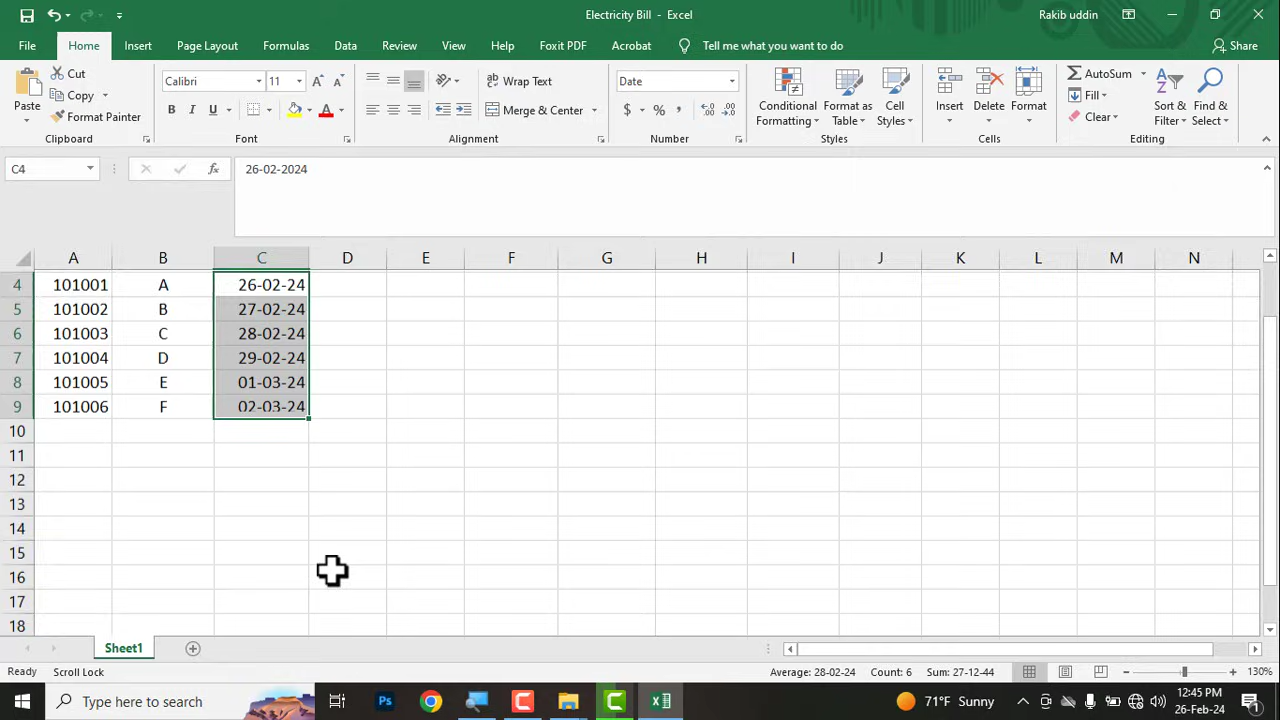 Electricity Bill - Excel
Rakib uddin
File Home Insert Page Layout Formulas Data Review View Help Foxit PDF Acrobat Tell me what you want to do Share
Paste
Cut
Copy
Format Painter
Clipboard
Calibri 11
B I U
A A
Font
Wrap Text
Merge & Center
Alignment
Date
$ % ,
Number
Conditional Formatting
Format as Table
Cell Styles
Styles
Insert Delete Format
Cells
AutoSum
Fill
Clear
Sort & Filter
Find & Select
Editing
C4 fx 26-02-2024
A B C D E F G H I J K L M N
4 101001 A 26-02-24
5 101002 B 27-02-24
6 101003 C 28-02-24
7 101004 D 29-02-24
8 101005 E 01-03-24
9 101006 F 02-03-24
10
11
12
13
14
15
16
17
18
Sheet1
Ready Scroll Lock Average: 28-02-24 Count: 6 Sum: 27-12-44 130%
Type here to search
Ps
71°F Sunny
12:45 PM
26-Feb-24
1